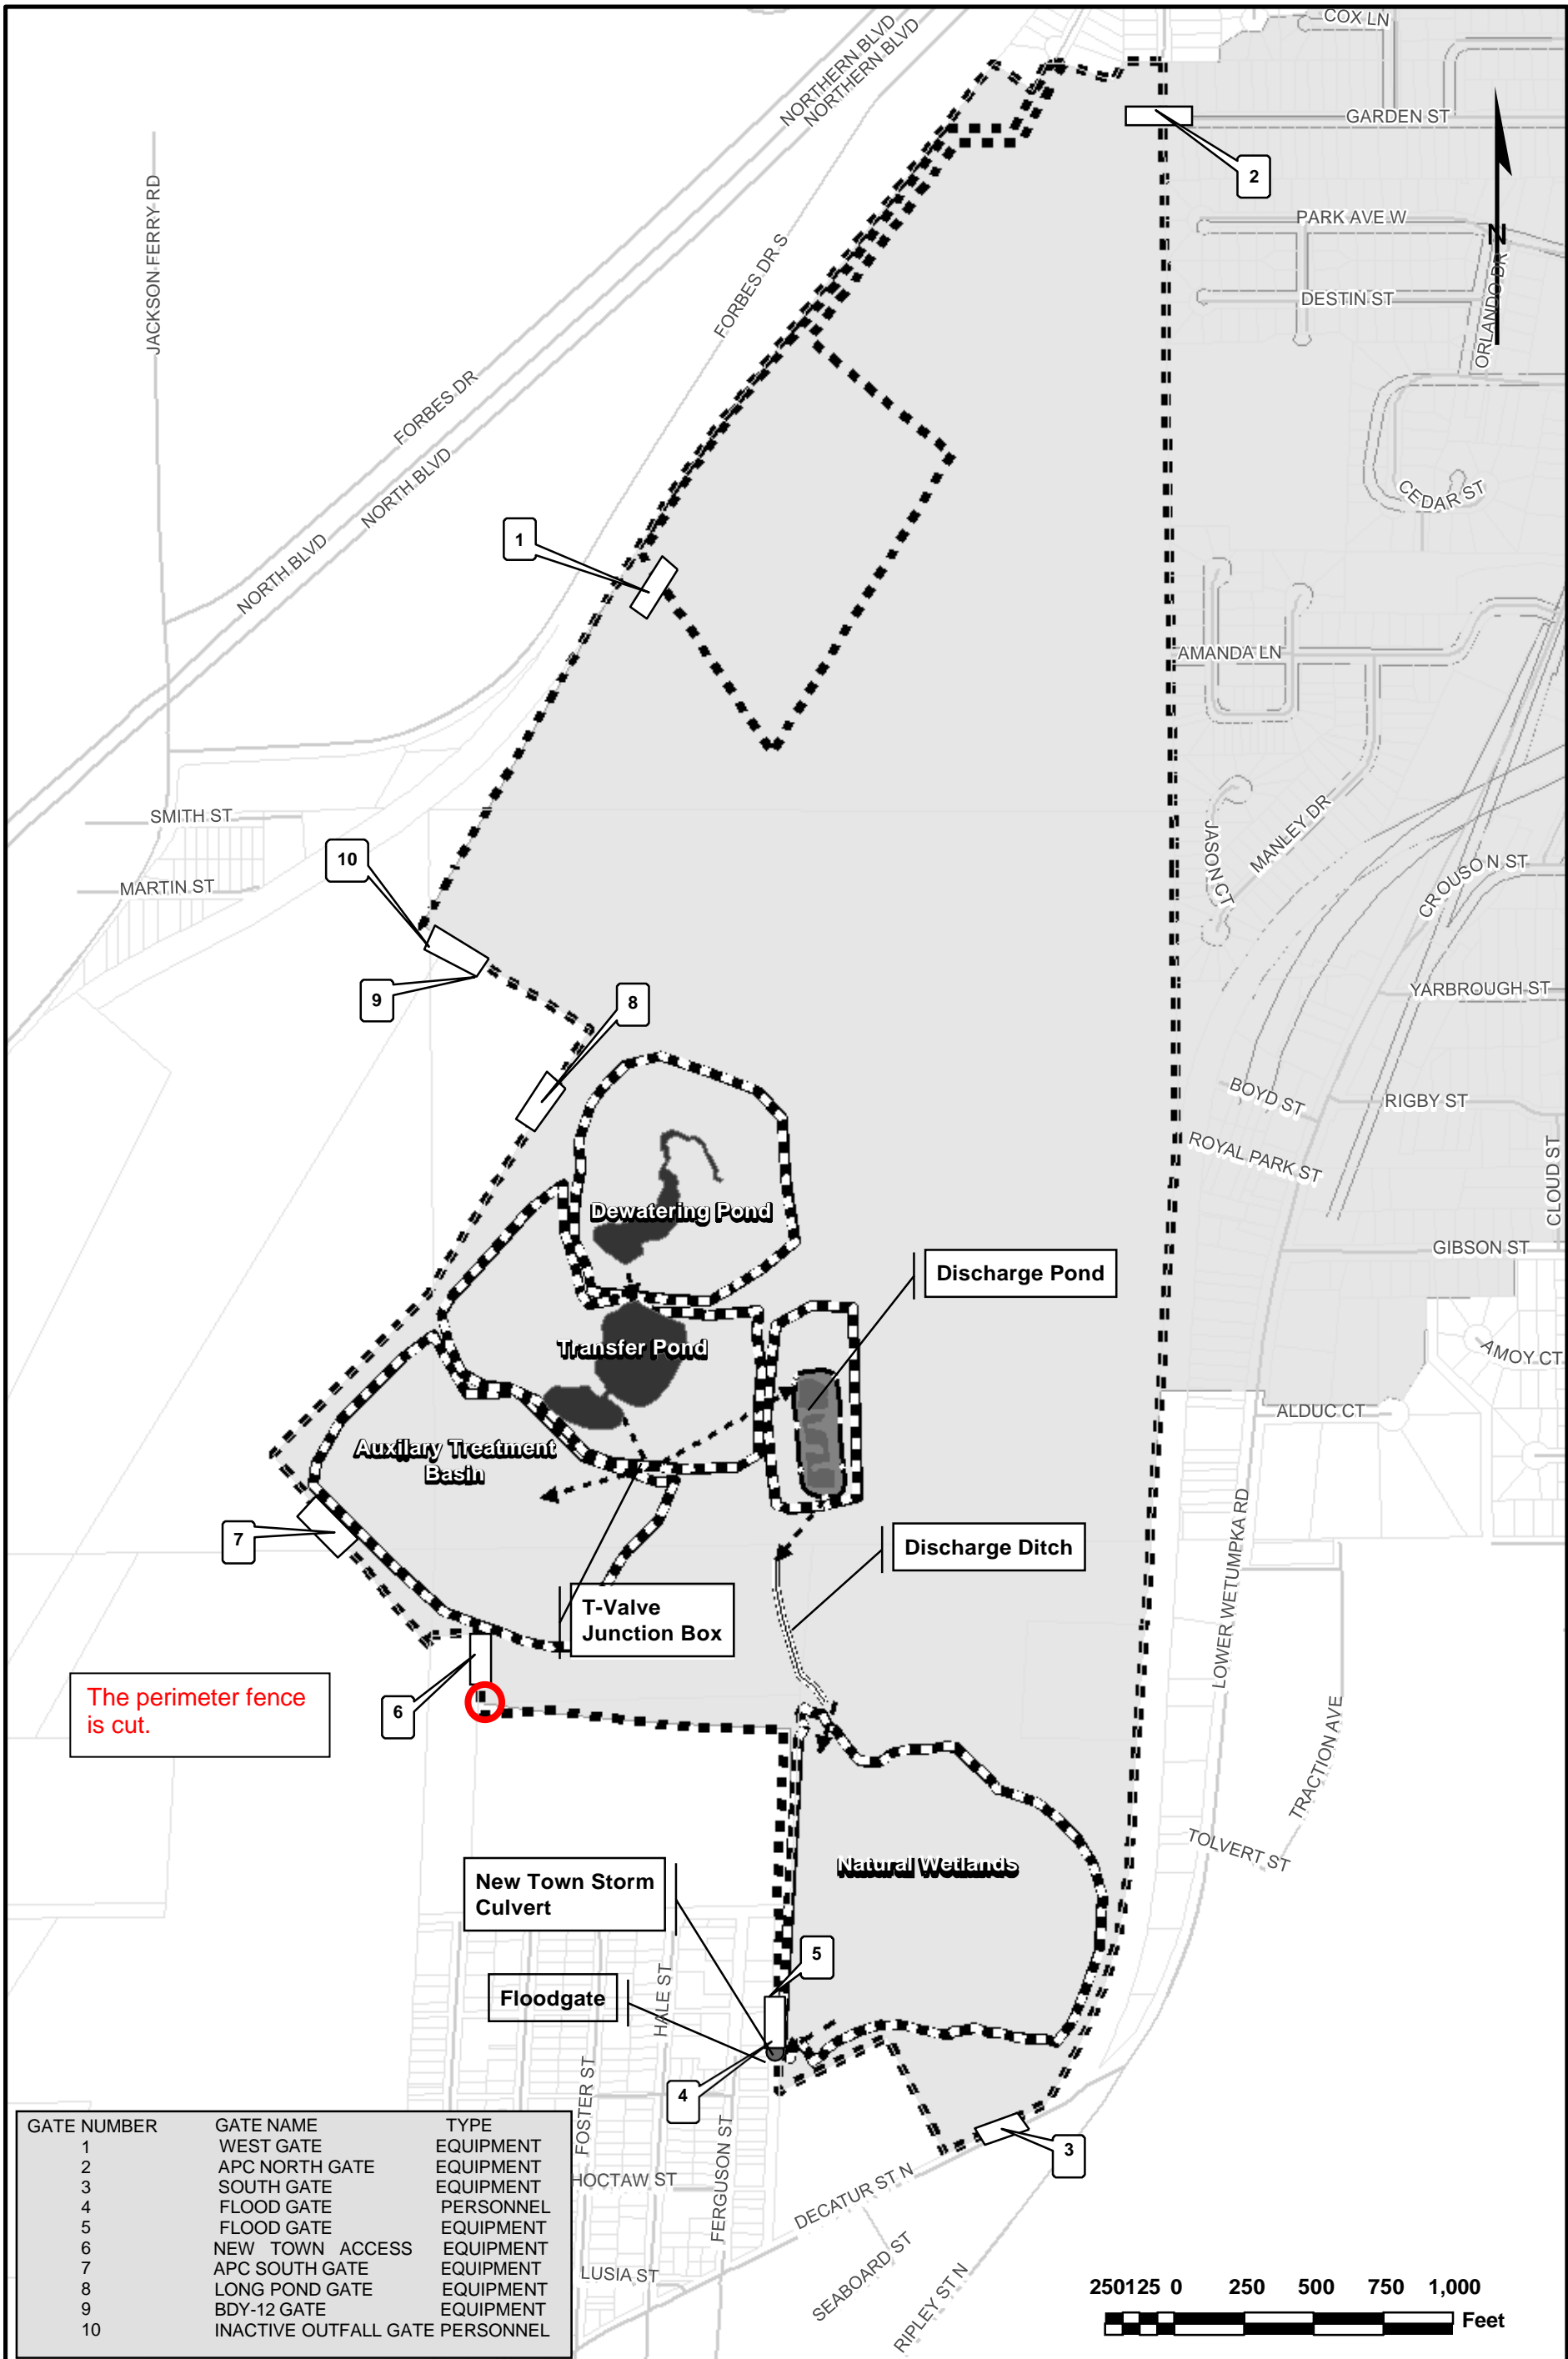 COX LN
NORTHERN BLVD
NORTHERN BLVD
GARDEN ST
2
JACKSON FERRY RD
PARK AVE W
N
FORBES DR S
DESTIN ST
ORLANDO DR
FORBES DR
NORTH BLVD
CEDAR ST
1
NORTH BLVD
AMANDA LN
SMITH ST
MANLEY DR
JASON CT
10
MARTIN ST
CROUSON ST
9
8
YARBROUGH ST
BOYD ST
RIGBY ST
ROYAL PARK ST
CLOUD ST
Dewatering Pond
GIBSON ST
Discharge Pond
Transfer Pond
AMOY CT
ALDUC CT
Auxilary Treatment
Basin
7
Discharge Ditch
LOWER WETUMPKA RD
T-Valve
Junction Box
The perimeter fence
is cut.
6
TRACTION AVE
TOLVERT ST
Natural Wetlands
New Town Storm
Culvert
5
Floodgate
HALE ST
4
FOSTER ST
3
FERGUSON ST
HOCTAW ST
DECATUR ST N
SEABOARD ST
LUSIA ST
RIPLEY ST N
GATE NUMBER GATE NAME TYPE
1 WEST GATE EQUIPMENT
2 APC NORTH GATE EQUIPMENT
3 SOUTH GATE EQUIPMENT
4 FLOOD GATE PERSONNEL
5 FLOOD GATE EQUIPMENT
6 NEW TOWN ACCESS EQUIPMENT
7 APC SOUTH GATE EQUIPMENT
8 LONG POND GATE EQUIPMENT
9 BDY-12 GATE EQUIPMENT
10 INACTIVE OUTFALL GATE PERSONNEL
250 125 0 250 500 750 1,000
Feet